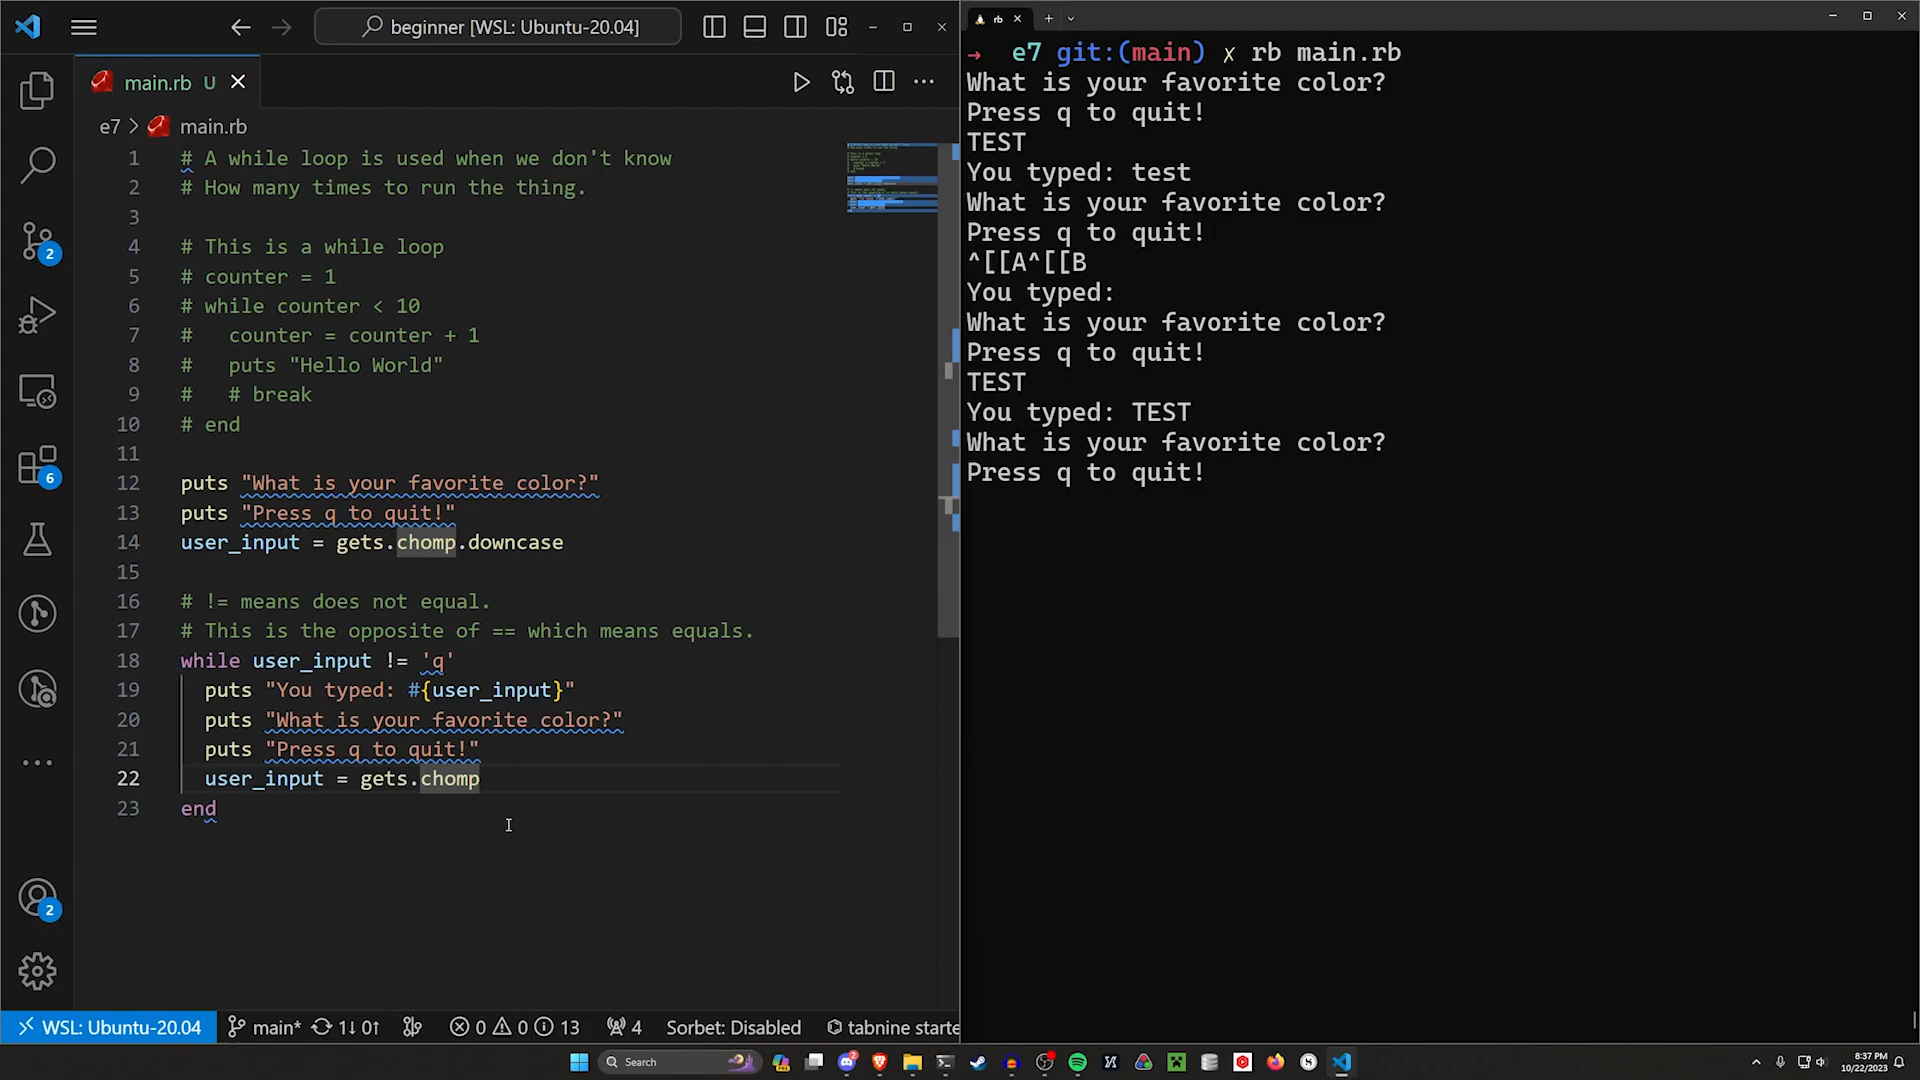 beginner [WSL: Ubuntu-20.04]
main.rb U
e7 > main.rb
1 # A while loop is used when we don't know
2 # How many times to run the thing.
3
4 # This is a while loop
5 # counter = 1
6 # while counter < 10
7 #   counter = counter + 1
8 #   puts "Hello World"
9 #   # break
10 # end
11
12 puts "What is your favorite color?"
13 puts "Press q to quit!"
14 user_input = gets.chomp.downcase
15
16 # != means does not equal.
17 # This is the opposite of == which means equals.
18 while user_input != 'q'
19   puts "You typed: #{user_input}"
20   puts "What is your favorite color?"
21   puts "Press q to quit!"
22   user_input = gets.chomp
23 end
2
6
2
WSL: Ubuntu-20.04 main* 1↓ 0↑ 0 0 13 4 Sorbet: Disabled tabnine starte
rb
→ e7 git:(main) x rb main.rb
What is your favorite color?
Press q to quit!
TEST
You typed: test
What is your favorite color?
Press q to quit!
^[[A^[[B
You typed:
What is your favorite color?
Press q to quit!
TEST
You typed: TEST
What is your favorite color?
Press q to quit!
Search
8:37 PM
10/22/2023